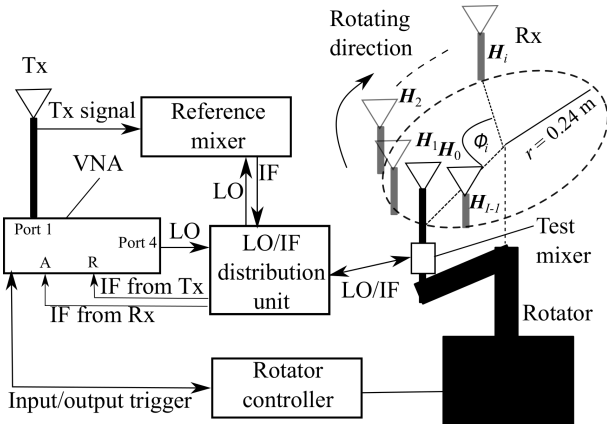 Rotating
direction
Rx
H_i
Tx
Tx signal
Reference
mixer
H_2
H_1 H_0
Φ_i
r = 0.24 m
VNA
LO
IF
H_{I-1}
Port 1
Port 4
LO
A
R
LO/IF
distribution
unit
Test
mixer
IF from Tx
IF from Rx
LO/IF
Rotator
Input/output trigger
Rotator
controller